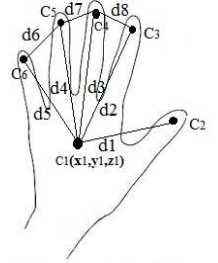 C5 d7 C4 d8
d6 C3
C6
d4 d3
d5 d2
C2
d1
C1(x1,y1,z1)